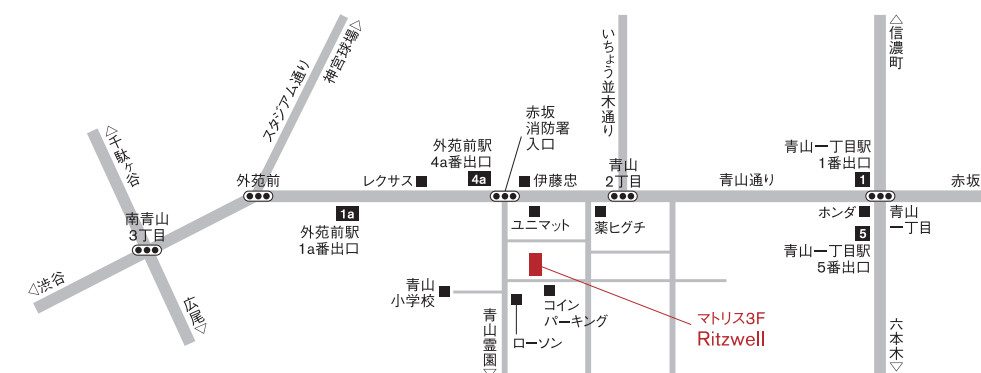 神宮球場▷
スタジアム通り
いちょう並木通り
△信濃町
△千駄ヶ谷
赤坂
消防署
入口
外苑前駅
4a番出口
4a
レクサス
伊藤忠
青山
2丁目
青山通り
青山一丁目駅
1番出口
1
赤坂
外苑前
南青山
3丁目
1a
外苑前駅
1a番出口
ユニマット
薬ヒグチ
ホンダ
青山
一丁目
5
青山一丁目駅
5番出口
◁渋谷
広尾▷
青山
小学校
コイン
パーキング
ローソン
青山霊園▽
マトリス3F
Ritzwell
六本木▽